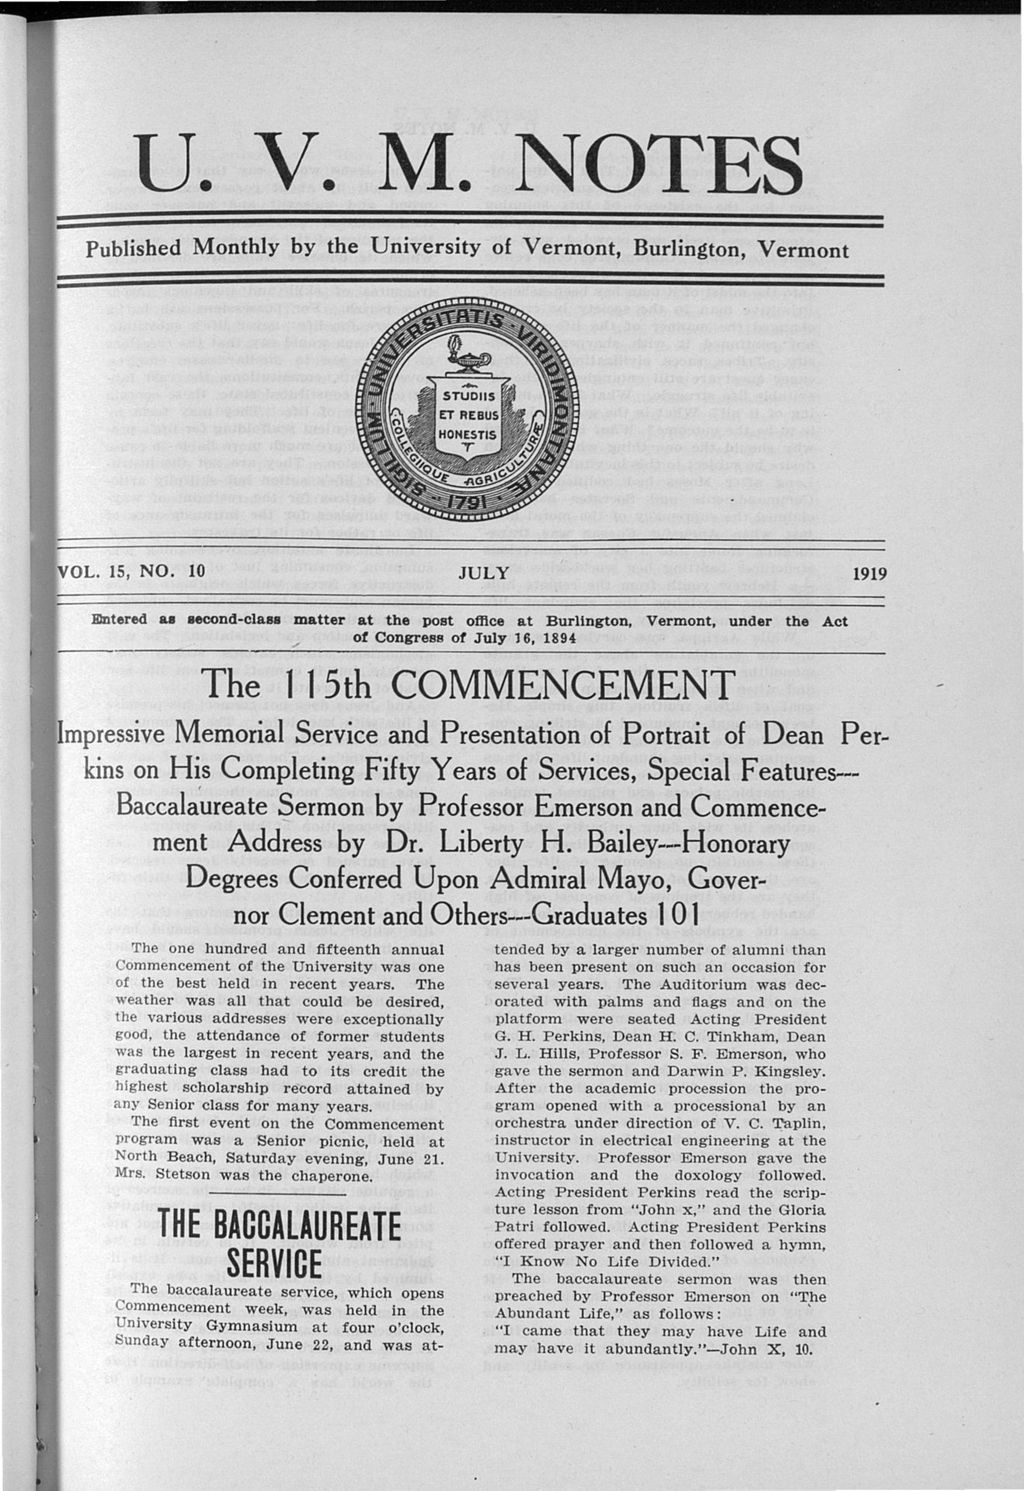 U. V. M. NOTES
Published Monthly by the University of Vermont, Burlington, Vermont
SIGILLUM · UNIVERSITATIS · VIRIDIMONTANÆ
COLLEGIIQUE AGRICULTURÆ
STUDIIS
ET REBUS
HONESTIS
· 1791 ·
VOL. 15, NO. 10 JULY 1919
Entered as second-class matter at the post office at Burlington, Vermont, under the Act
of Congress of July 16, 1894
The 115th COMMENCEMENT
Impressive Memorial Service and Presentation of Portrait of Dean Per-
kins on His Completing Fifty Years of Services, Special Features---
Baccalaureate Sermon by Professor Emerson and Commence-
ment Address by Dr. Liberty H. Bailey---Honorary
Degrees Conferred Upon Admiral Mayo, Gover-
nor Clement and Others---Graduates 101
The one hundred and fifteenth annual
Commencement of the University was one
of the best held in recent years. The
weather was all that could be desired,
the various addresses were exceptionally
good, the attendance of former students
was the largest in recent years, and the
graduating class had to its credit the
highest scholarship record attained by
any Senior class for many years.
The first event on the Commencement
program was a Senior picnic, held at
North Beach, Saturday evening, June 21.
Mrs. Stetson was the chaperone.
THE BACCALAUREATE
SERVICE
The baccalaureate service, which opens
Commencement week, was held in the
University Gymnasium at four o'clock,
Sunday afternoon, June 22, and was at-
tended by a larger number of alumni than
has been present on such an occasion for
several years. The Auditorium was dec-
orated with palms and flags and on the
platform were seated Acting President
G. H. Perkins, Dean H. C. Tinkham, Dean
J. L. Hills, Professor S. F. Emerson, who
gave the sermon and Darwin P. Kingsley.
After the academic procession the pro-
gram opened with a processional by an
orchestra under direction of V. C. Taplin,
instructor in electrical engineering at the
University. Professor Emerson gave the
invocation and the doxology followed.
Acting President Perkins read the scrip-
ture lesson from "John x," and the Gloria
Patri followed. Acting President Perkins
offered prayer and then followed a hymn,
"I Know No Life Divided."
The baccalaureate sermon was then
preached by Professor Emerson on "The
Abundant Life," as follows:
"I came that they may have Life and
may have it abundantly."—John X, 10.